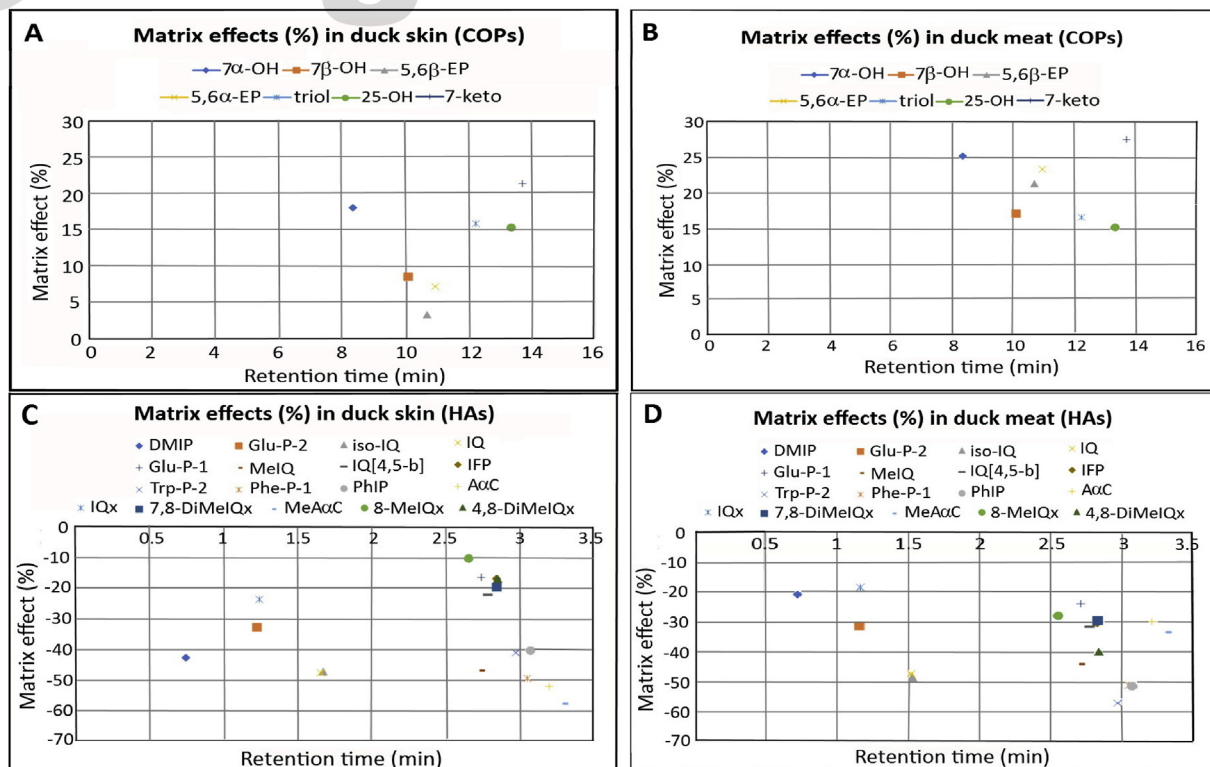 A
Matrix effects (%) in duck skin (COPs)
7α-OH 7β-OH 5,6β-EP
5,6α-EP triol 25-OH 7-keto
30
25
20
15
10
5
0
Matrix effect (%)
0 2 4 6 8 10 12 14 16
Retention time (min)
B
Matrix effects (%) in duck meat (COPs)
7α-OH 7β-OH 5,6β-EP
5,6α-EP triol 25-OH 7-keto
30
25
20
15
10
5
0
Matrix effect (%)
0 2 4 6 8 10 12 14 16
Retention time (min)
C
Matrix effects (%) in duck skin (HAs)
DMIP Glu-P-2 iso-IQ IQ
Glu-P-1 MeIQ IQ[4,5-b] IFP
Trp-P-2 Phe-P-1 PhIP AαC
IQx 7,8-DiMeIQx MeAαC 8-MeIQx 4,8-DiMeIQx
0.5 1 1.5 2 2.5 3 3.5
0
-10
-20
-30
-40
-50
-60
-70
Matrix effect (%)
Retention time (min)
D
Matrix effects (%) in duck meat (HAs)
DMIP Glu-P-2 iso-IQ IQ
Glu-P-1 MeIQ IQ[4,5-b] IFP
Trp-P-2 Phe-P-1 PhIP AαC
IQx 7,8-DiMeIQx MeAαC 8-MeIQx 4,8-DiMeIQx
0.5 1 1.5 2 2.5 3 3.5
0
-10
-20
-30
-40
-50
-60
-70
Matrix effect (%)
Retention time (min)